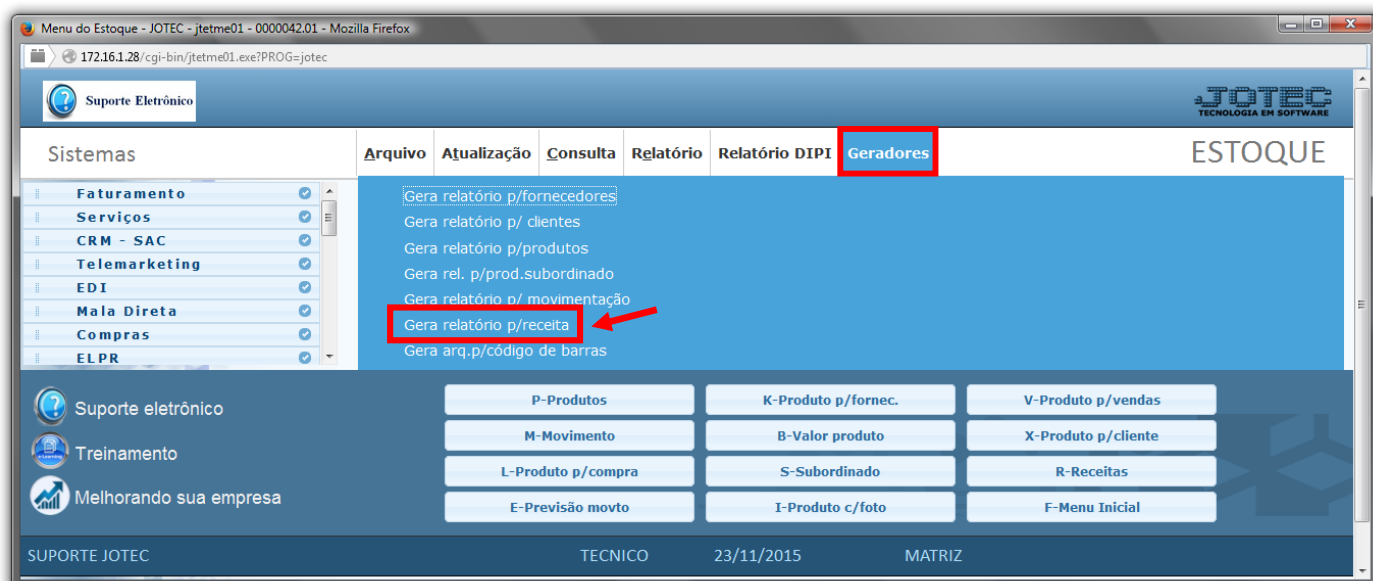 Menu do Estoque - JOTEC - jtetme01 - 0000042.01 - Mozilla Firefox
172.16.1.28/cgi-bin/jtetme01.exe?PROG=jotec
Suporte Eletrônico
JOTEC
TECNOLOGIA EM SOFTWARE
Sistemas
Arquivo Atualização Consulta Relatório Relatório DIPI Geradores
ESTOQUE
Faturamento
Serviços
CRM - SAC
Telemarketing
EDI
Mala Direta
Compras
ELPR
Gera relatório p/fornecedores
Gera relatório p/ clientes
Gera relatório p/produtos
Gera rel. p/prod.subordinado
Gera relatório p/ movimentação
Gera relatório p/receita
Gera arq.p/código de barras
Suporte eletrônico
Treinamento
Melhorando sua empresa
P-Produtos K-Produto p/fornec. V-Produto p/vendas
M-Movimento B-Valor produto X-Produto p/cliente
L-Produto p/compra S-Subordinado R-Receitas
E-Previsão movto I-Produto c/foto F-Menu Inicial
SUPORTE JOTEC TECNICO 23/11/2015 MATRIZ